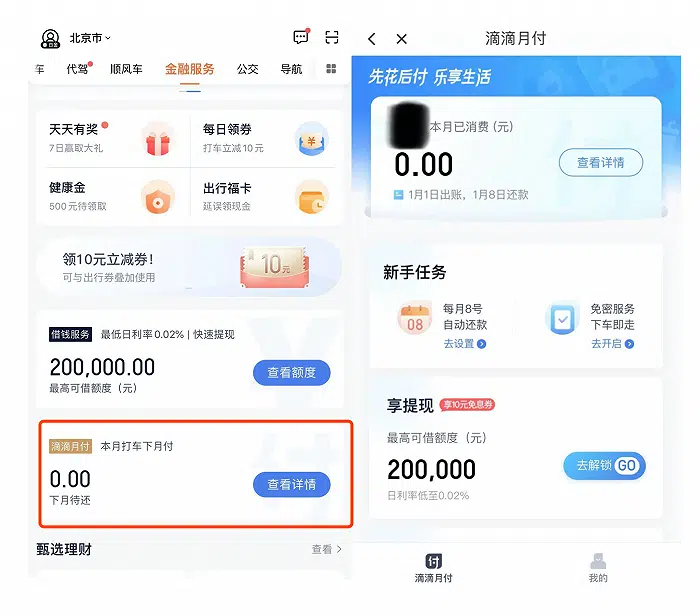 北京市
车 代驾 顺风车 金融服务 公交 导航
天天有奖
7日赢取大礼
每日领券
打车立减10元
健康金
500元待领取
出行福卡
延误领现金
领10元立减券！
可与出行券叠加使用
10元
借钱服务 最低日利率0.02% | 快速提现
200,000.00
最高可借额度（元）
查看额度
滴滴月付 本月打车下月付
0.00
下月待还
查看详情
甄选理财
查看
滴滴月付
先花后付 乐享生活
本月已消费 (元)
0.00
查看详情
1月1日出账，1月8日还款
新手任务
08
每月8号
自动还款
去设置
免密服务
下车即走
去开启
享提现 享10元免息券
最高可借额度（元）
200,000
去解锁 GO
日利率低至0.02%
付
滴滴月付
我的